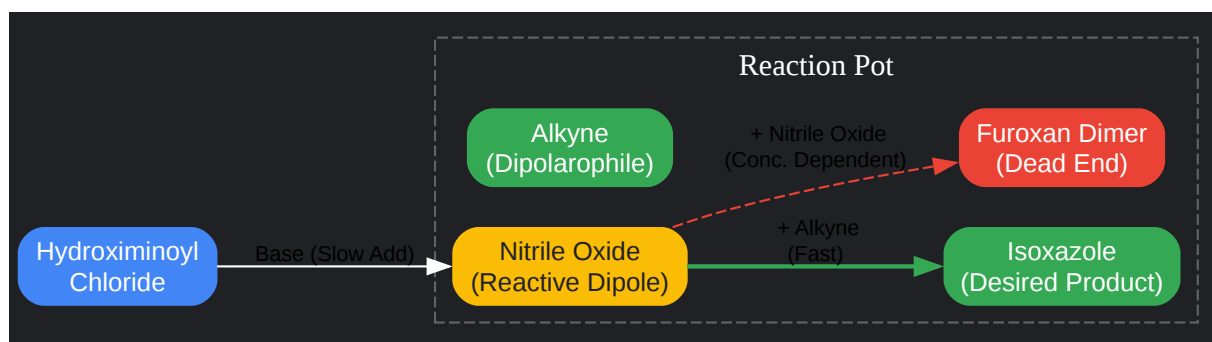 Reaction Pot
Alkyne
(Dipolarophile)
+ Nitrile Oxide
(Conc. Dependent)
Furoxan Dimer
(Dead End)
Hydroximinoyl
Chloride
Base (Slow Add)
Nitrile Oxide
(Reactive Dipole)
+ Alkyne
(Fast)
Isoxazole
(Desired Product)